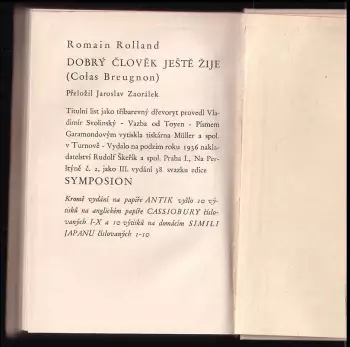 Romain Rolland
DOBRÝ ČLOVĚK JEŠTĚ ŽIJE
(Colas Breugnon)
Přeložil Jaroslav Zaorálek
Titulní list jako tříbarevný dřevoryt provedl Vla-
dimír Svolinský - Vazba od Toyen - Písmem
Garamondovým vytiskla tiskárna Müller a spol.
v Turnově - Vydalo na podzim roku 1936 nakla-
datelství Rudolf Škeřík a spol. Praha I., Na Per-
štýně č. 2, jako III. vydání 38. svazku edice
SYMPOSION
Kromě vydání na papíře ANTIK vyšlo 10 vý-
tisků na anglickém papíře CASSIOBURY číslo-
vaných I-X a 10 výtisků na domácím SIMILI
JAPANU číslovaných 1-10